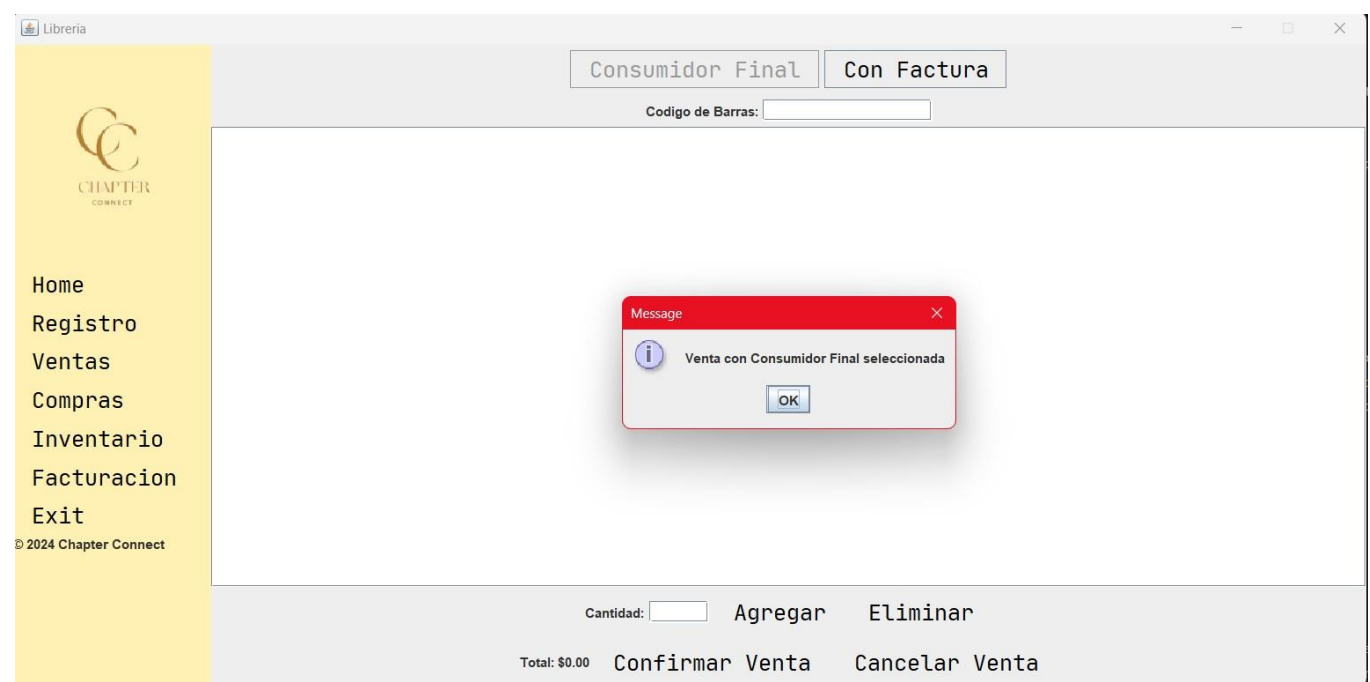 Libreria
Consumidor Final
Con Factura
Codigo de Barras:
CC
CHAPTER
CONNECT
Home
Registro
Ventas
Compras
Inventario
Facturacion
Exit
© 2024 Chapter Connect
Message
i
Venta con Consumidor Final seleccionada
OK
Cantidad:
Agregar
Eliminar
Total: $0.00
Confirmar Venta
Cancelar Venta